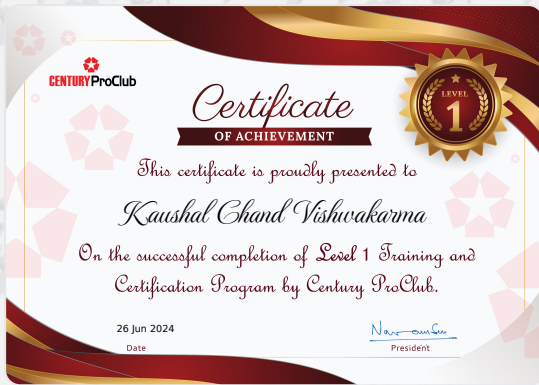 CENTURY ProClub
LEVEL
1
Certificate
OF ACHIEVEMENT
This certificate is proudly presented to
Kaushal Chand Vishwakarma
On the successful completion of Level 1 Training and
Certification Program by Century ProClub.
26 Jun 2024
Date
President